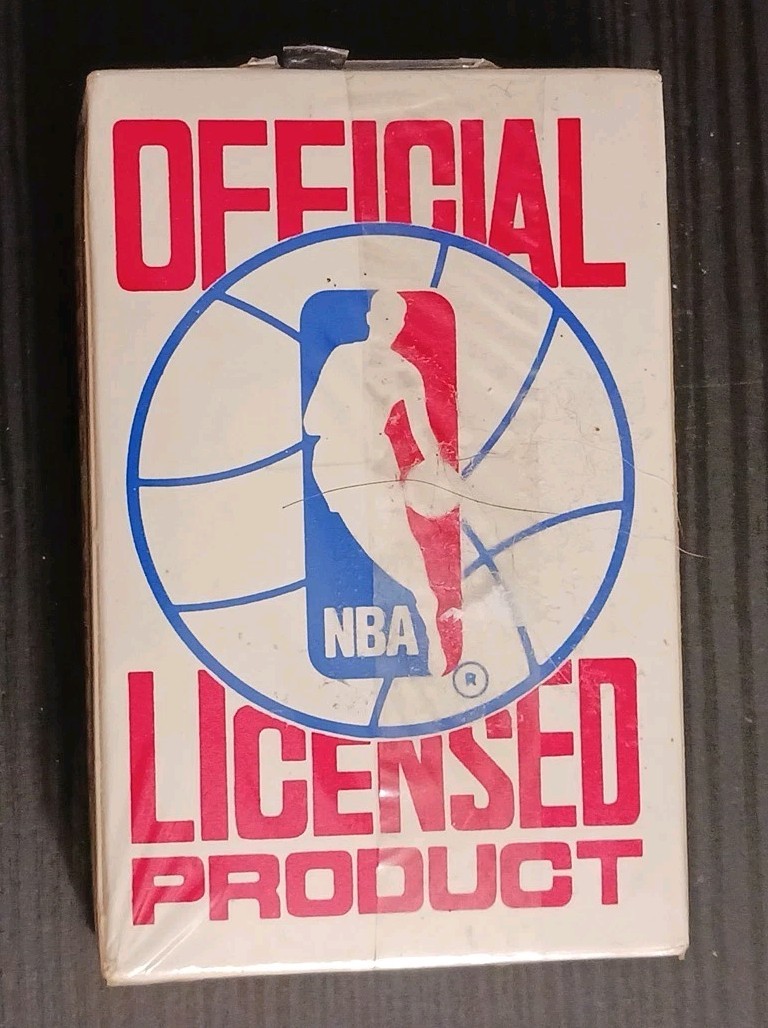 OFFICIAL
NBA
®
LICENSED
PRODUCT